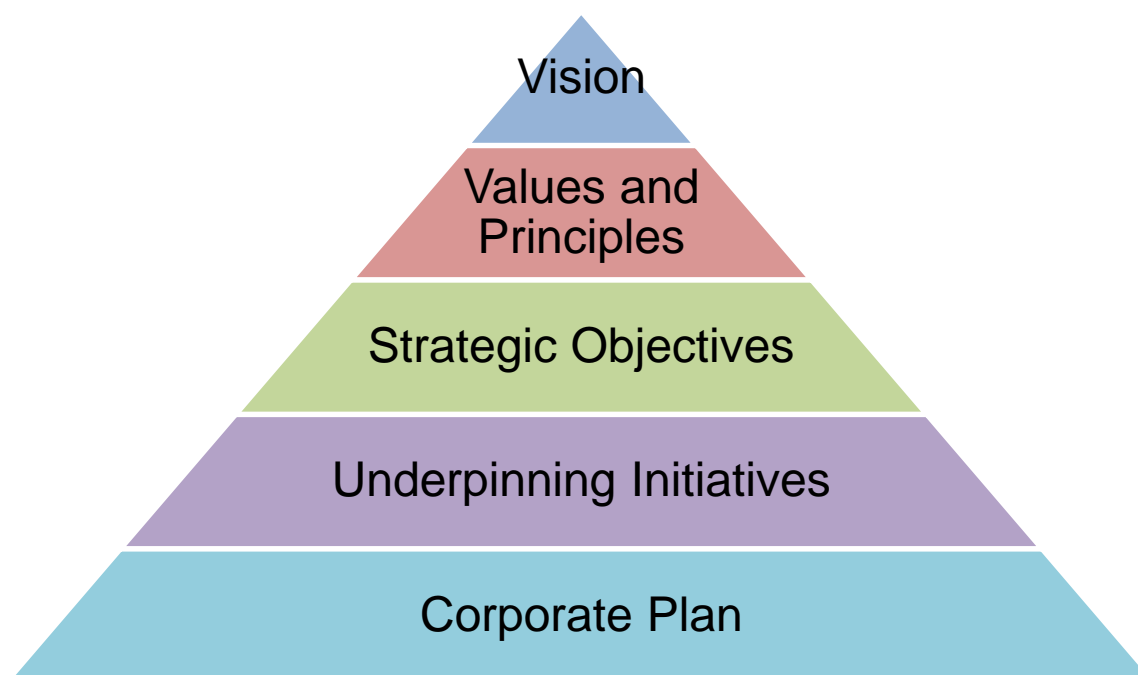 Vision
Values and
Principles
Strategic Objectives
Underpinning Initiatives
Corporate Plan